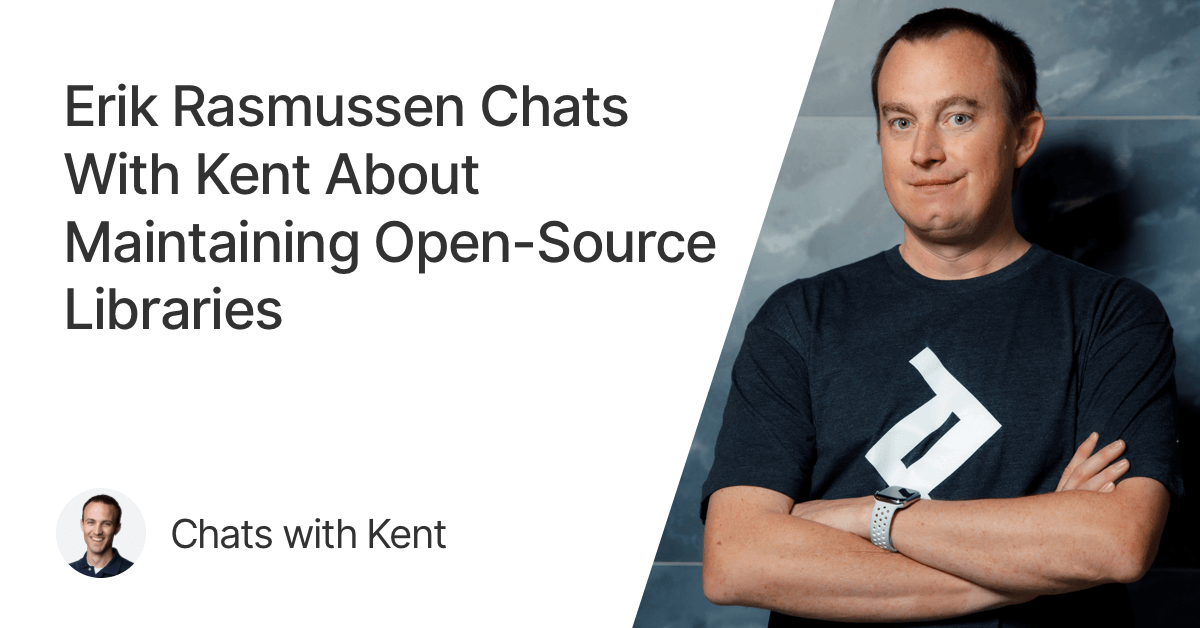 Erik Rasmussen Chats
With Kent About
Maintaining Open-Source
Libraries
Chats with Kent